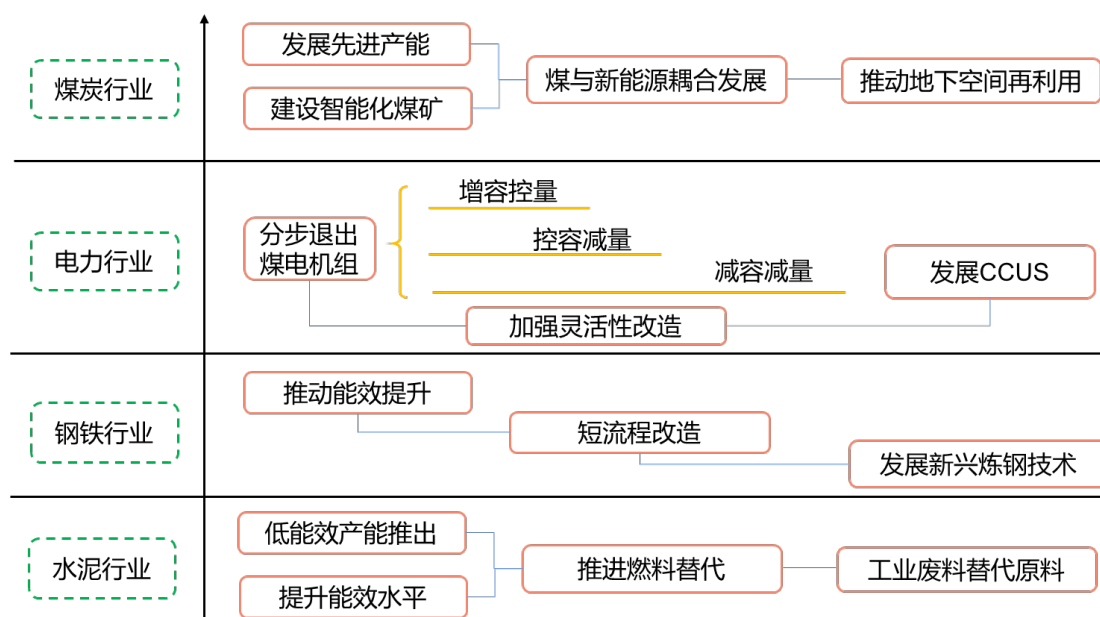 煤炭行业
发展先进产能
建设智能化煤矿
煤与新能源耦合发展
推动地下空间再利用
电力行业
分步退出
煤电机组
增容控量
控容减量
减容减量
加强灵活性改造
发展CCUS
钢铁行业
推动能效提升
短流程改造
发展新兴炼钢技术
水泥行业
低能效产能推出
提升能效水平
推进燃料替代
工业废料替代原料